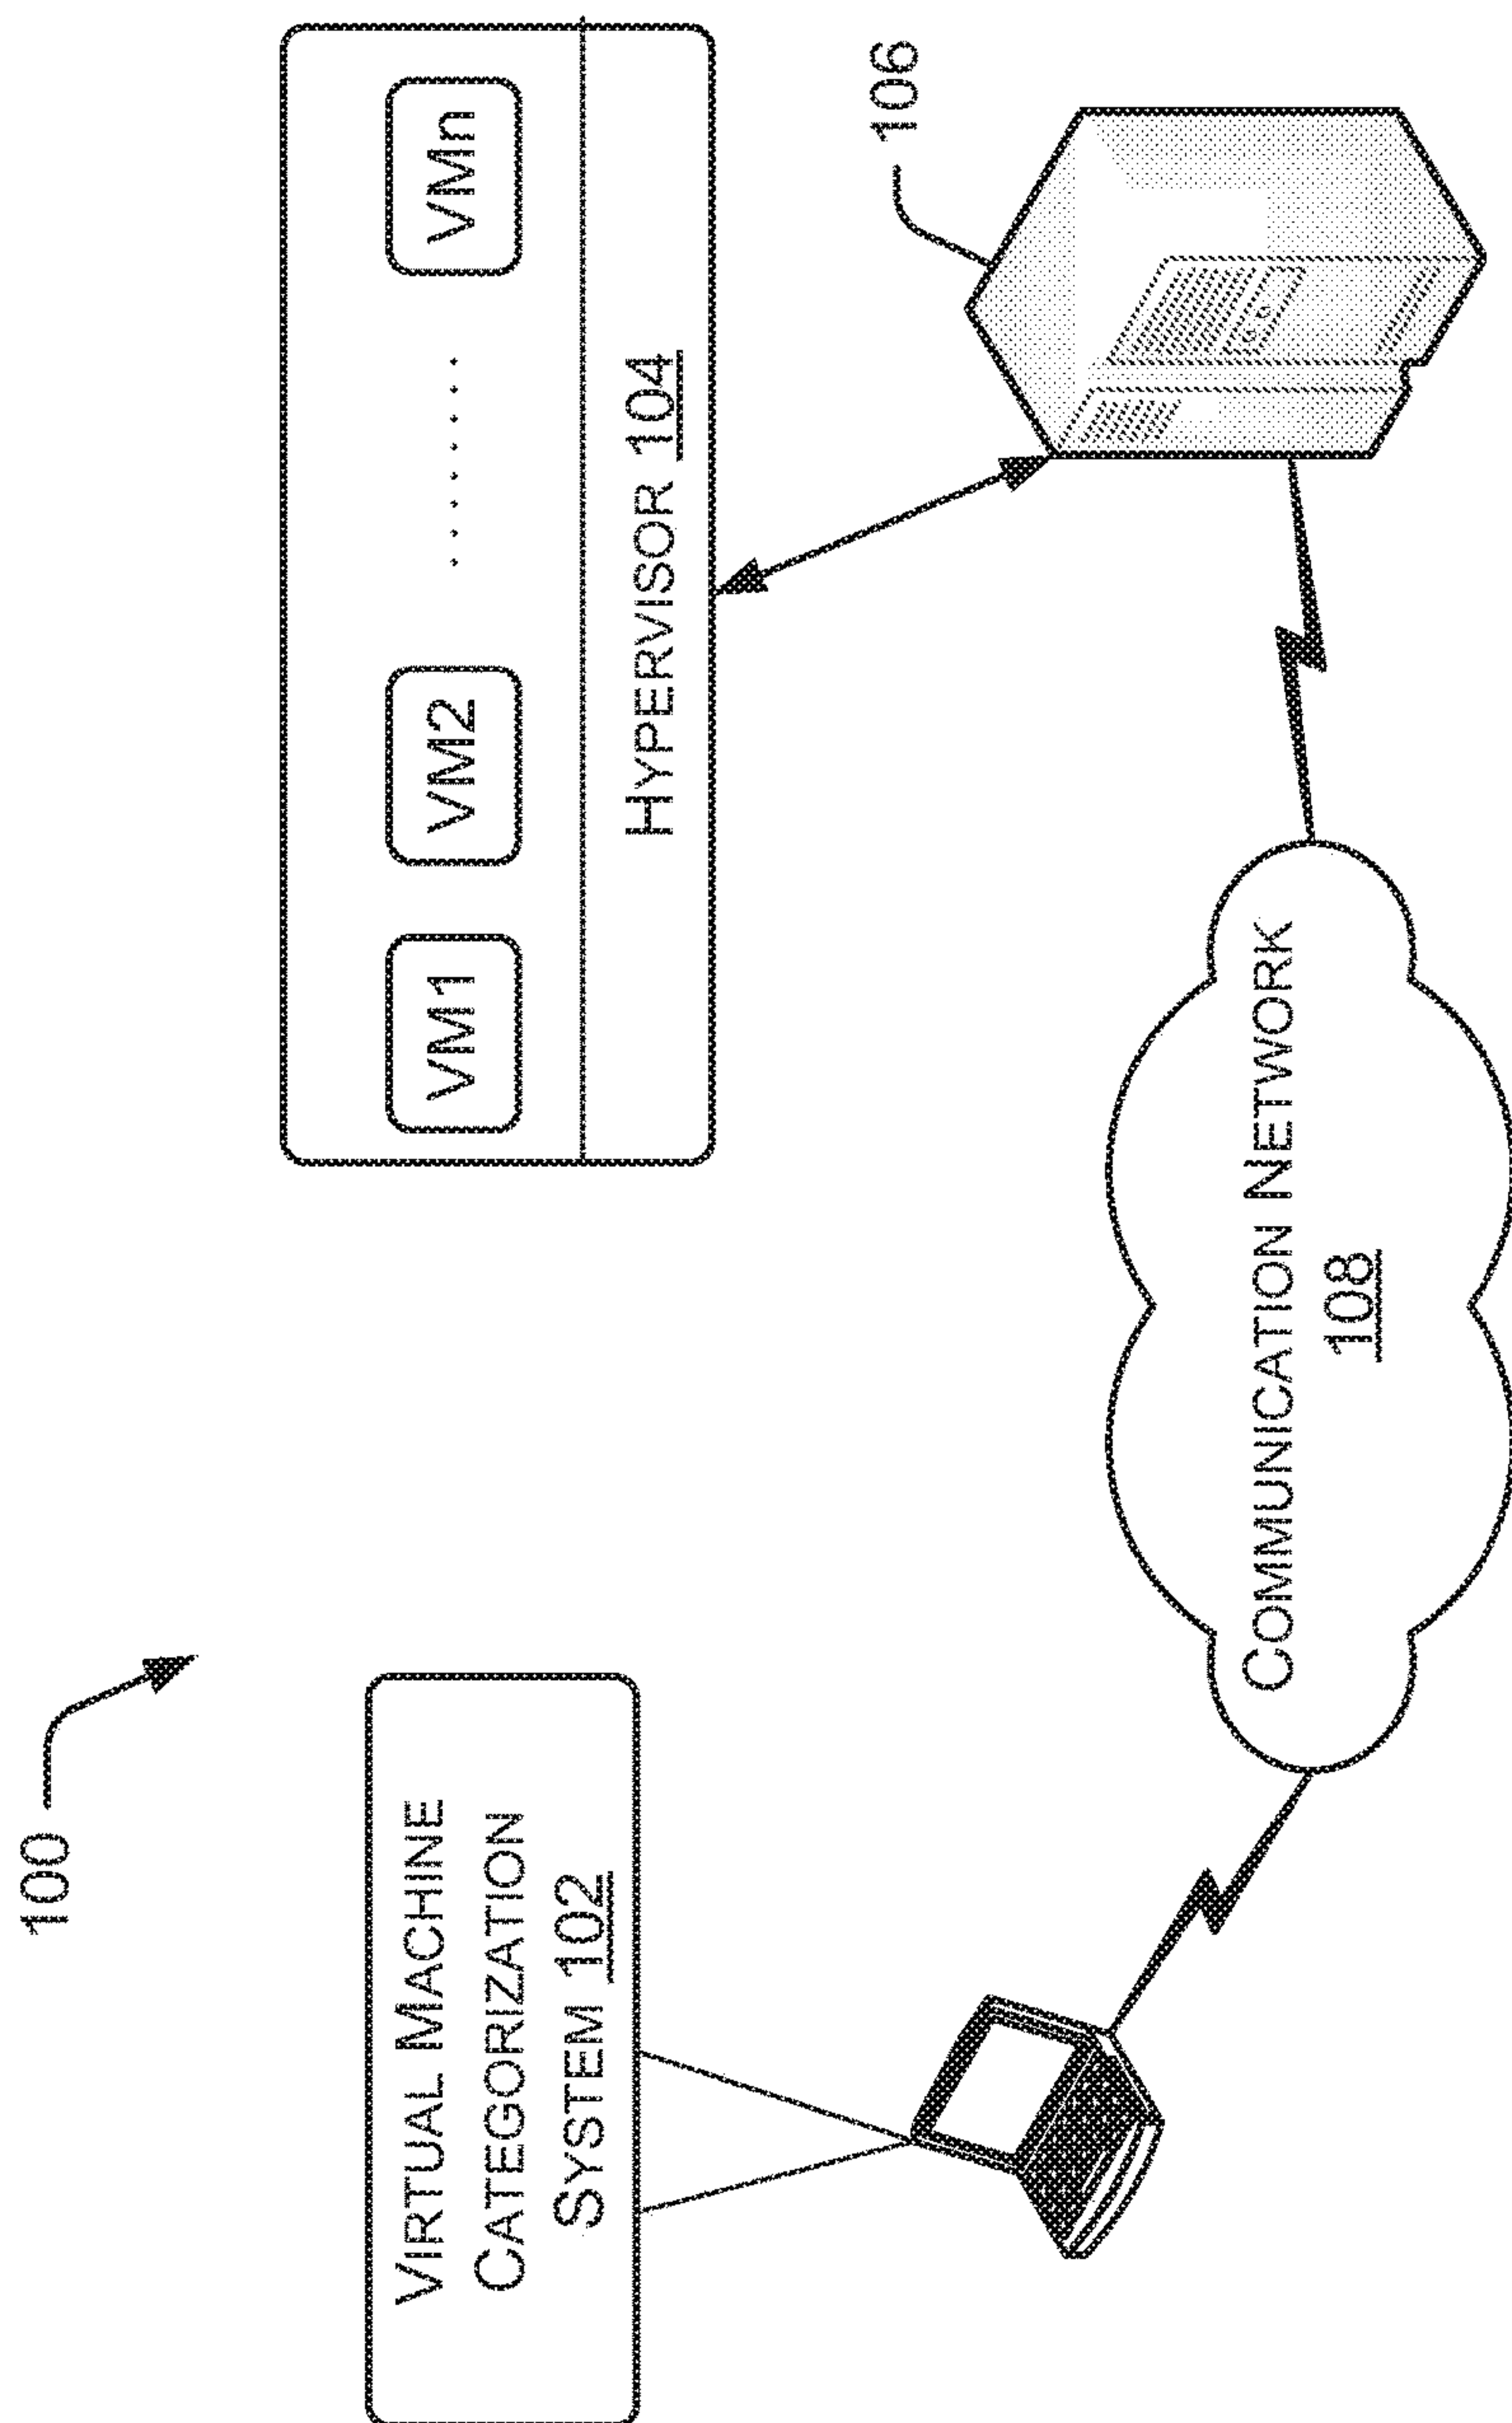 100
VIRTUAL MACHINE
CATEGORIZATION
SYSTEM 102
VM1
VM2
.......
VMn
HYPERVISOR 104
106
COMMUNICATION NETWORK
108